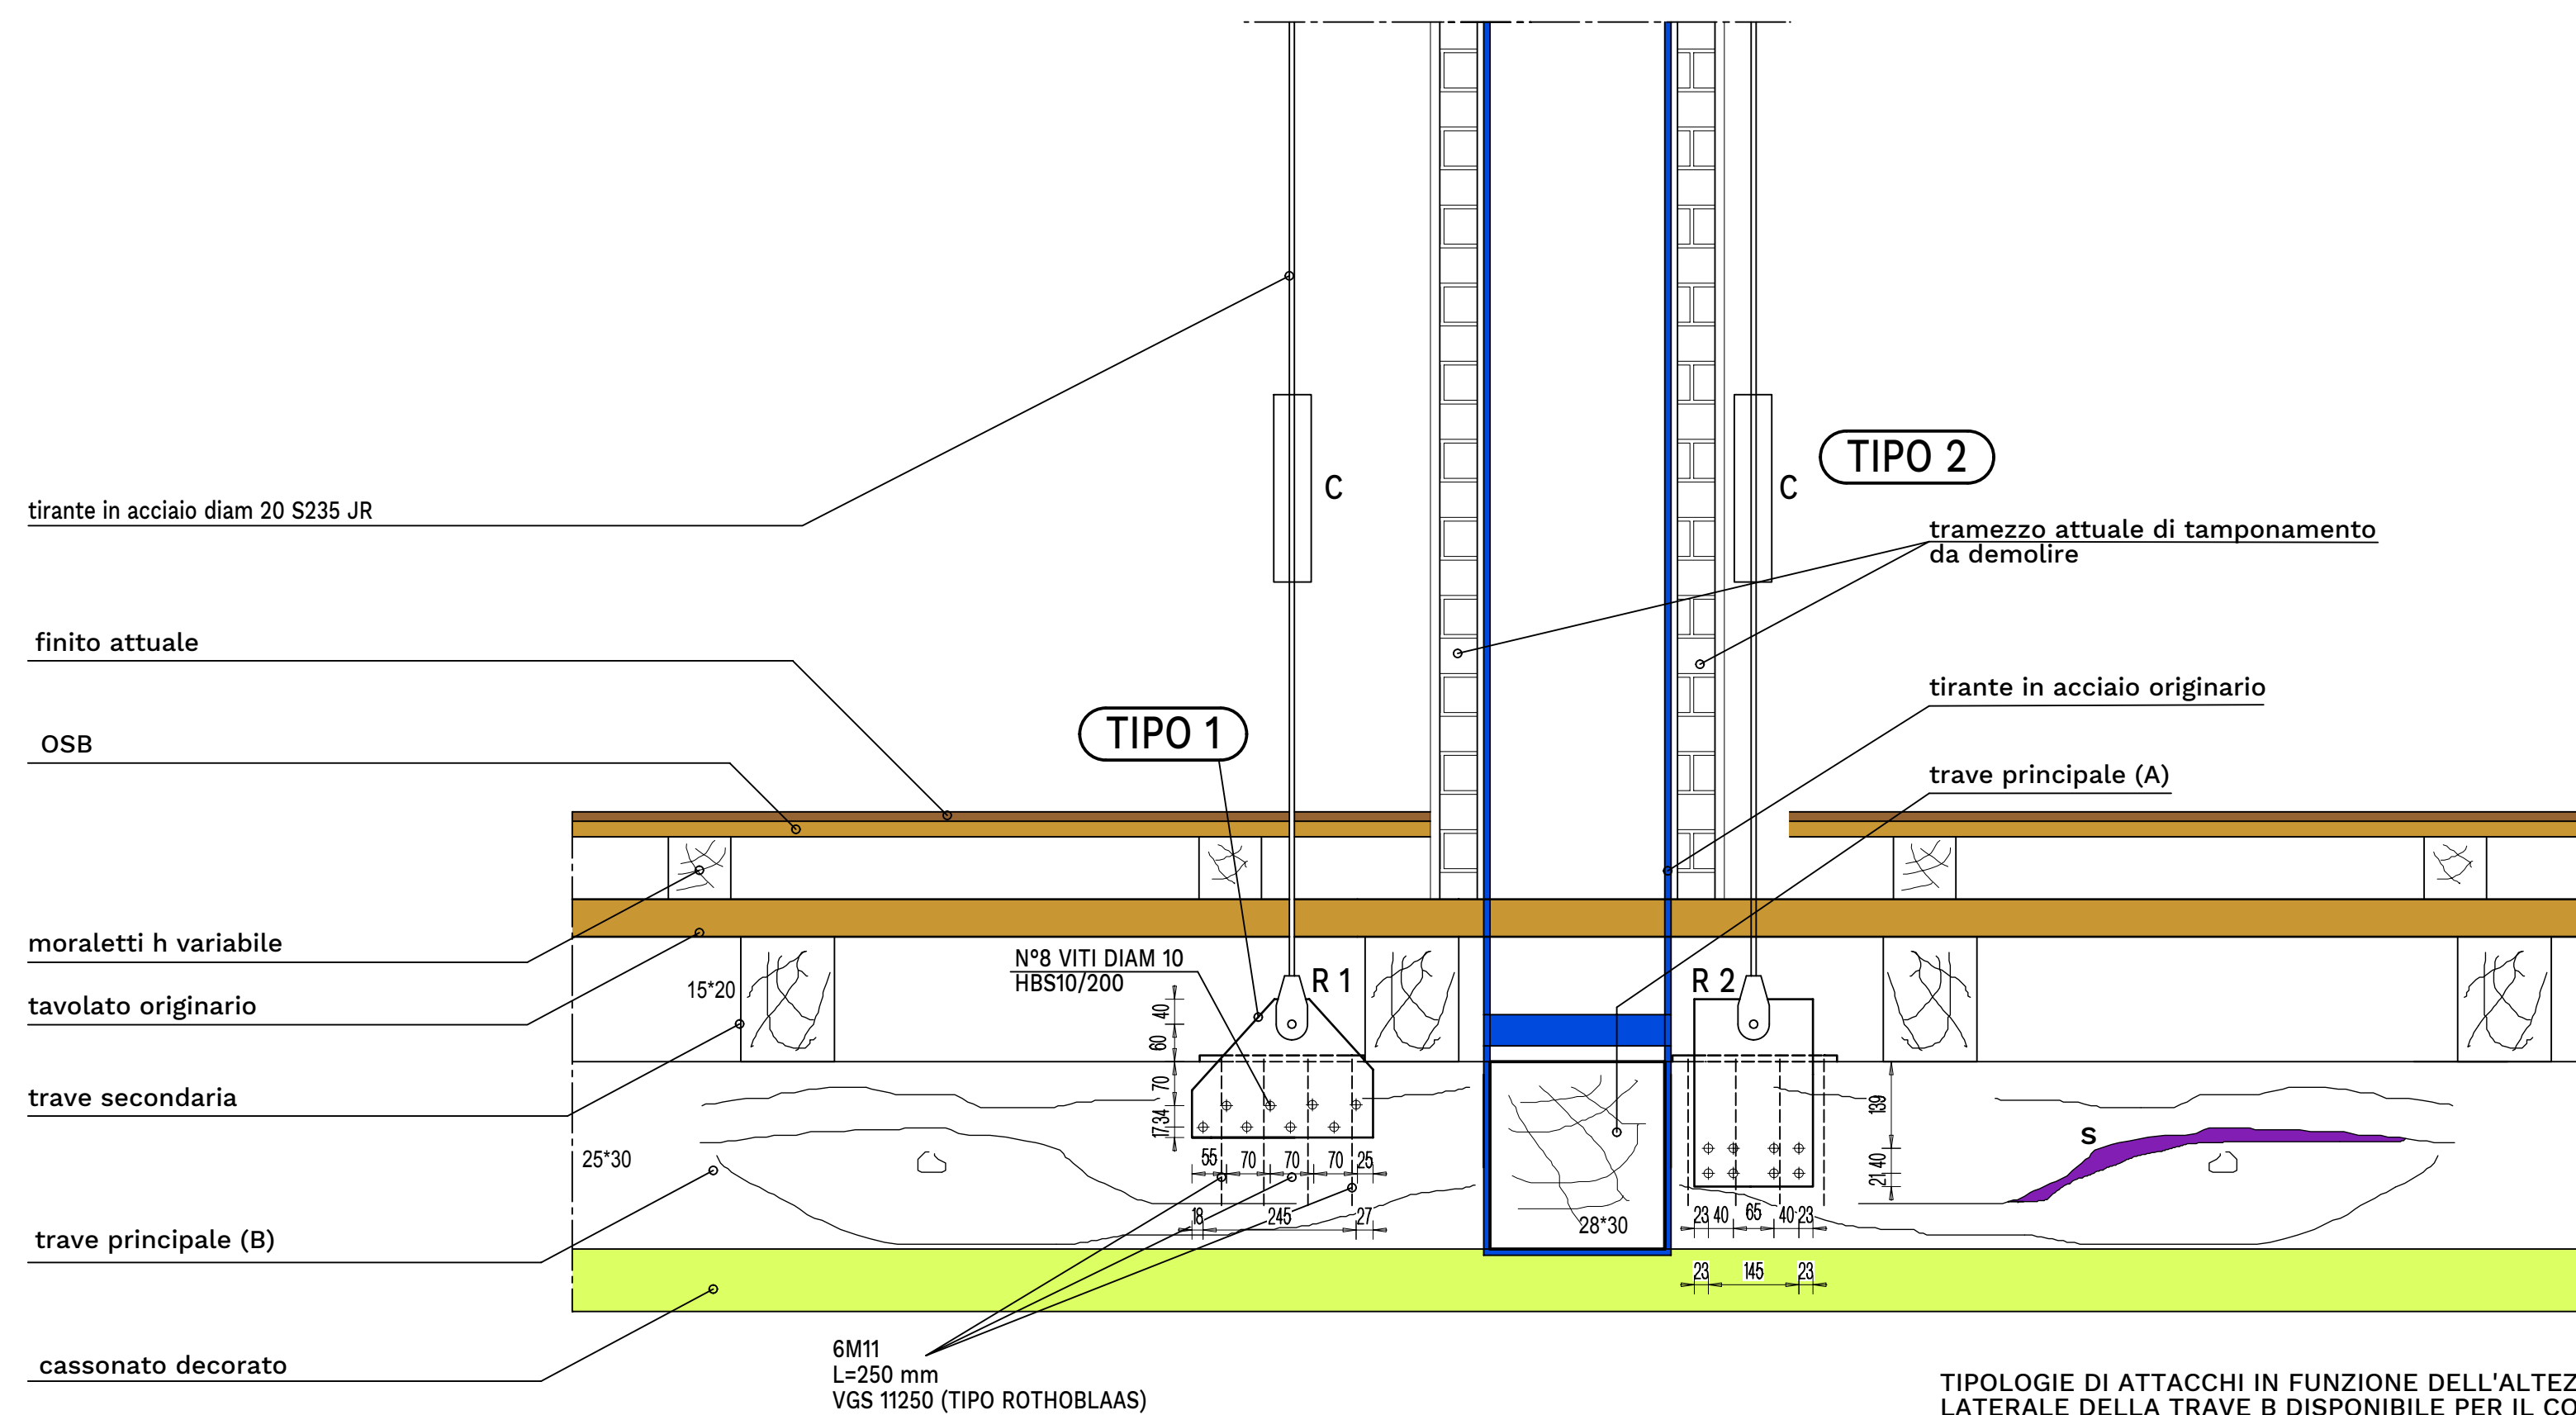 TIPO 2
C
C
tirante in acciaio diam 20 S235 JR
tramezzo attuale di tamponamento
da demolire
finito attuale
tirante in acciaio originario
TIPO 1
OSB
trave principale (A)
moraletti h variabile
N°8 VITI DIAM 10
HBS10/200
R 1
R 2
15*20
tavolato originario
40
60
70
34
17
trave secondaria
139
40
21
S
25*30
55
70
70
70
25
18
245
27
28*30
23
40
65
40
23
trave principale (B)
23
145
23
6M11
L=250 mm
VGS 11250 (TIPO ROTHOBLAAS)
cassonato decorato
TIPOLOGIE DI ATTACCHI IN FUNZIONE DELL'ALTEZ
LATERALE DELLA TRAVE B DISPONIBILE PER IL CO